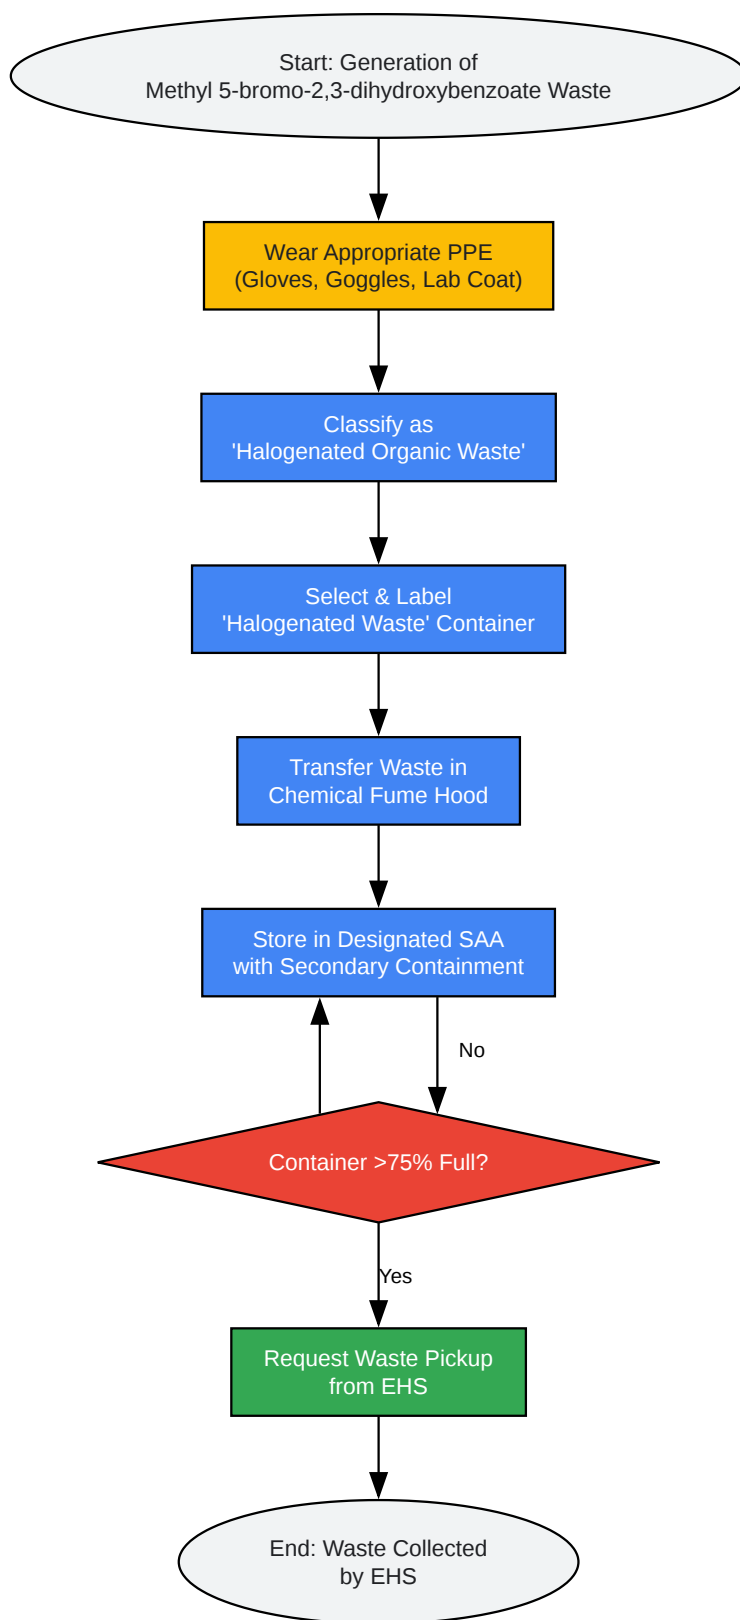 Start: Generation of
Methyl 5-bromo-2,3-dihydroxybenzoate Waste
Wear Appropriate PPE
(Gloves, Goggles, Lab Coat)
Classify as
'Halogenated Organic Waste'
Select & Label
'Halogenated Waste' Container
Transfer Waste in
Chemical Fume Hood
Store in Designated SAA
with Secondary Containment
No
Container >75% Full?
Yes
Request Waste Pickup
from EHS
End: Waste Collected
by EHS